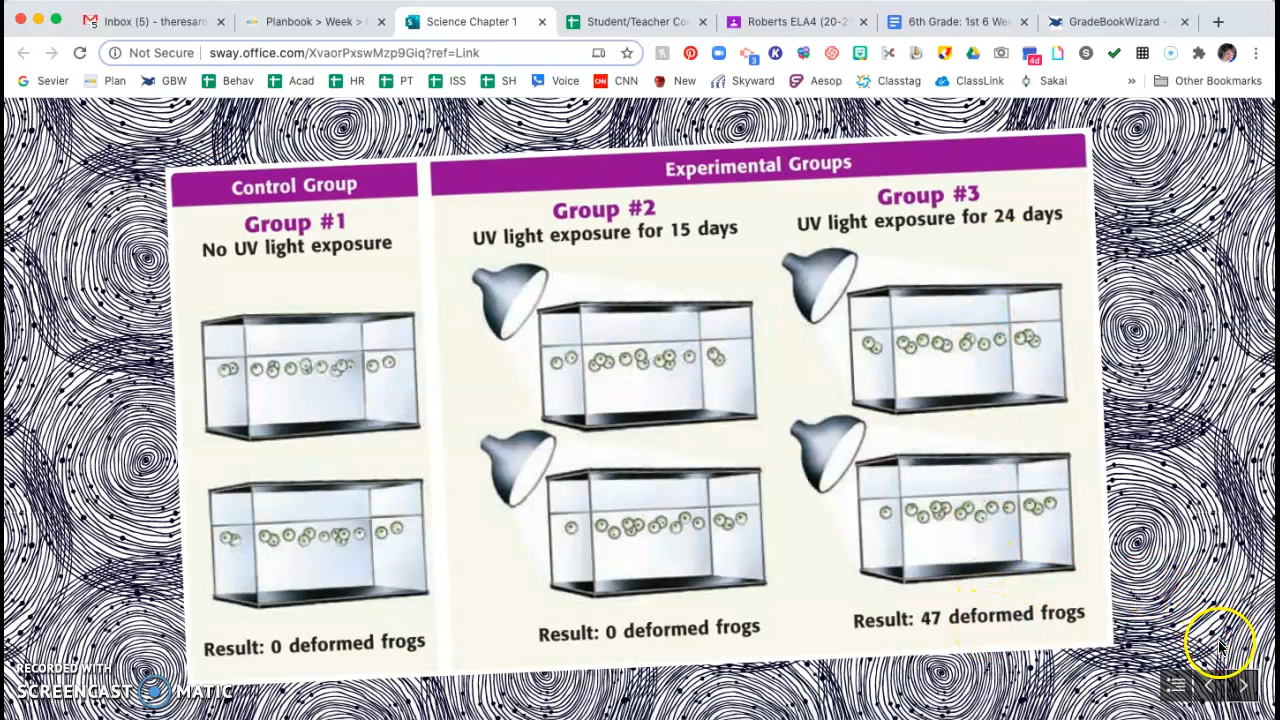 Inbox (5) - theresaro
Planbook > Week > F
Science Chapter 1
Student/Teacher Co
Roberts ELA4 (20-2
6th Grade: 1st 6 We
GradeBookWizard -
Not Secure
sway.office.com/XvaorPxswMzp9Giq?ref=Link
3
4d
Sevier
Plan
GBW
Behav
Acad
HR
PT
ISS
SH
Voice
CNN
New
Skyward
Aesop
Classtag
ClassLink
Sakai
»
Other Bookmarks
Control Group
Experimental Groups
Group #1
No UV light exposure
Group #2
UV light exposure for 15 days
Group #3
UV light exposure for 24 days
Result: 0 deformed frogs
Result: 0 deformed frogs
Result: 47 deformed frogs
RECORDED WITH
SCREENCAST MATIC